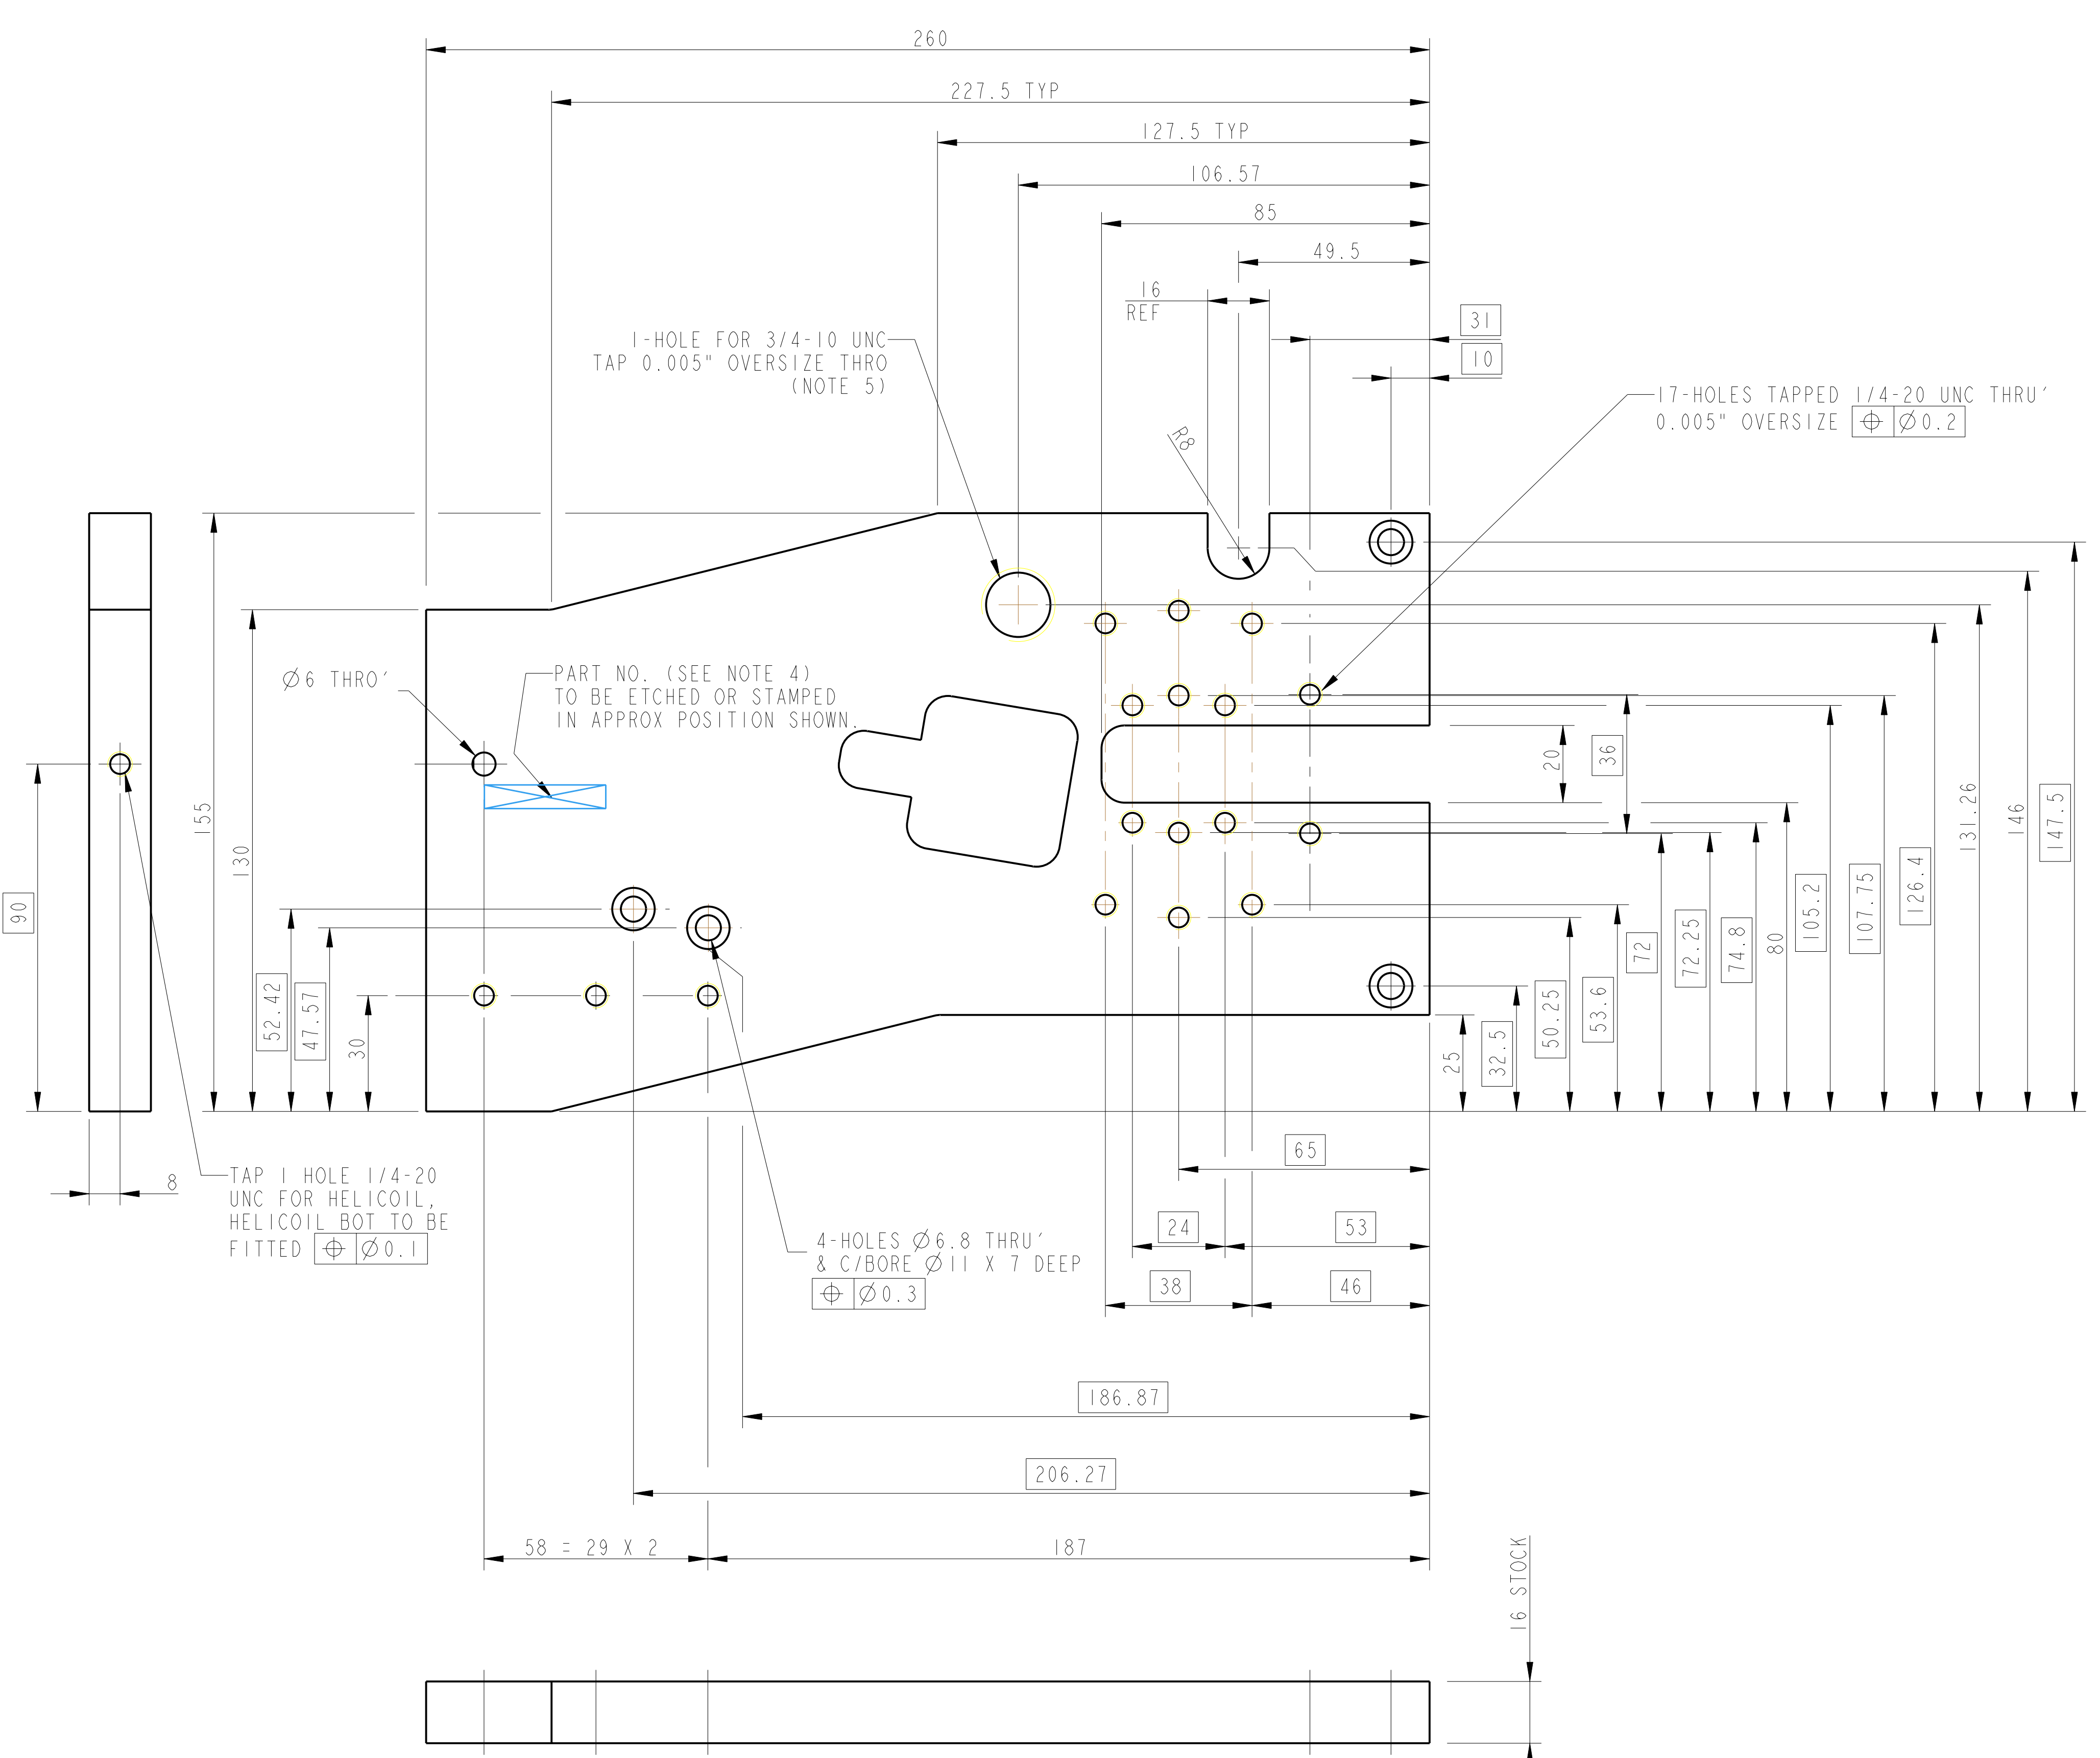 260
227.5 TYP
127.5 TYP
106.57
85
49.5
16
REF
31
10
1-HOLE FOR 3/4-10 UNC
TAP 0.005" OVERSIZE THRO
(NOTE 5)
17-HOLES TAPPED 1/4-20 UNC THRU'
0.005" OVERSIZE ⌖ Ø0.2
R8
Ø6 THRO'
PART NO. (SEE NOTE 4)
TO BE ETCHED OR STAMPED
IN APPROX POSITION SHOWN.
90
155
130
52.42
47.57
30
20
36
25
32.5
50.25
53.6
72
72.25
74.8
80
105.2
107.75
126.4
131.26
146
147.5
8
TAP 1 HOLE 1/4-20
UNC FOR HELICOIL,
HELICOIL BOT TO BE
FITTED ⌖ Ø0.1
4-HOLES Ø6.8 THRU'
& C/BORE Ø11 X 7 DEEP
⌖ Ø0.3
65
24
53
38
46
186.87
206.27
58 = 29 X 2
187
16 STOCK